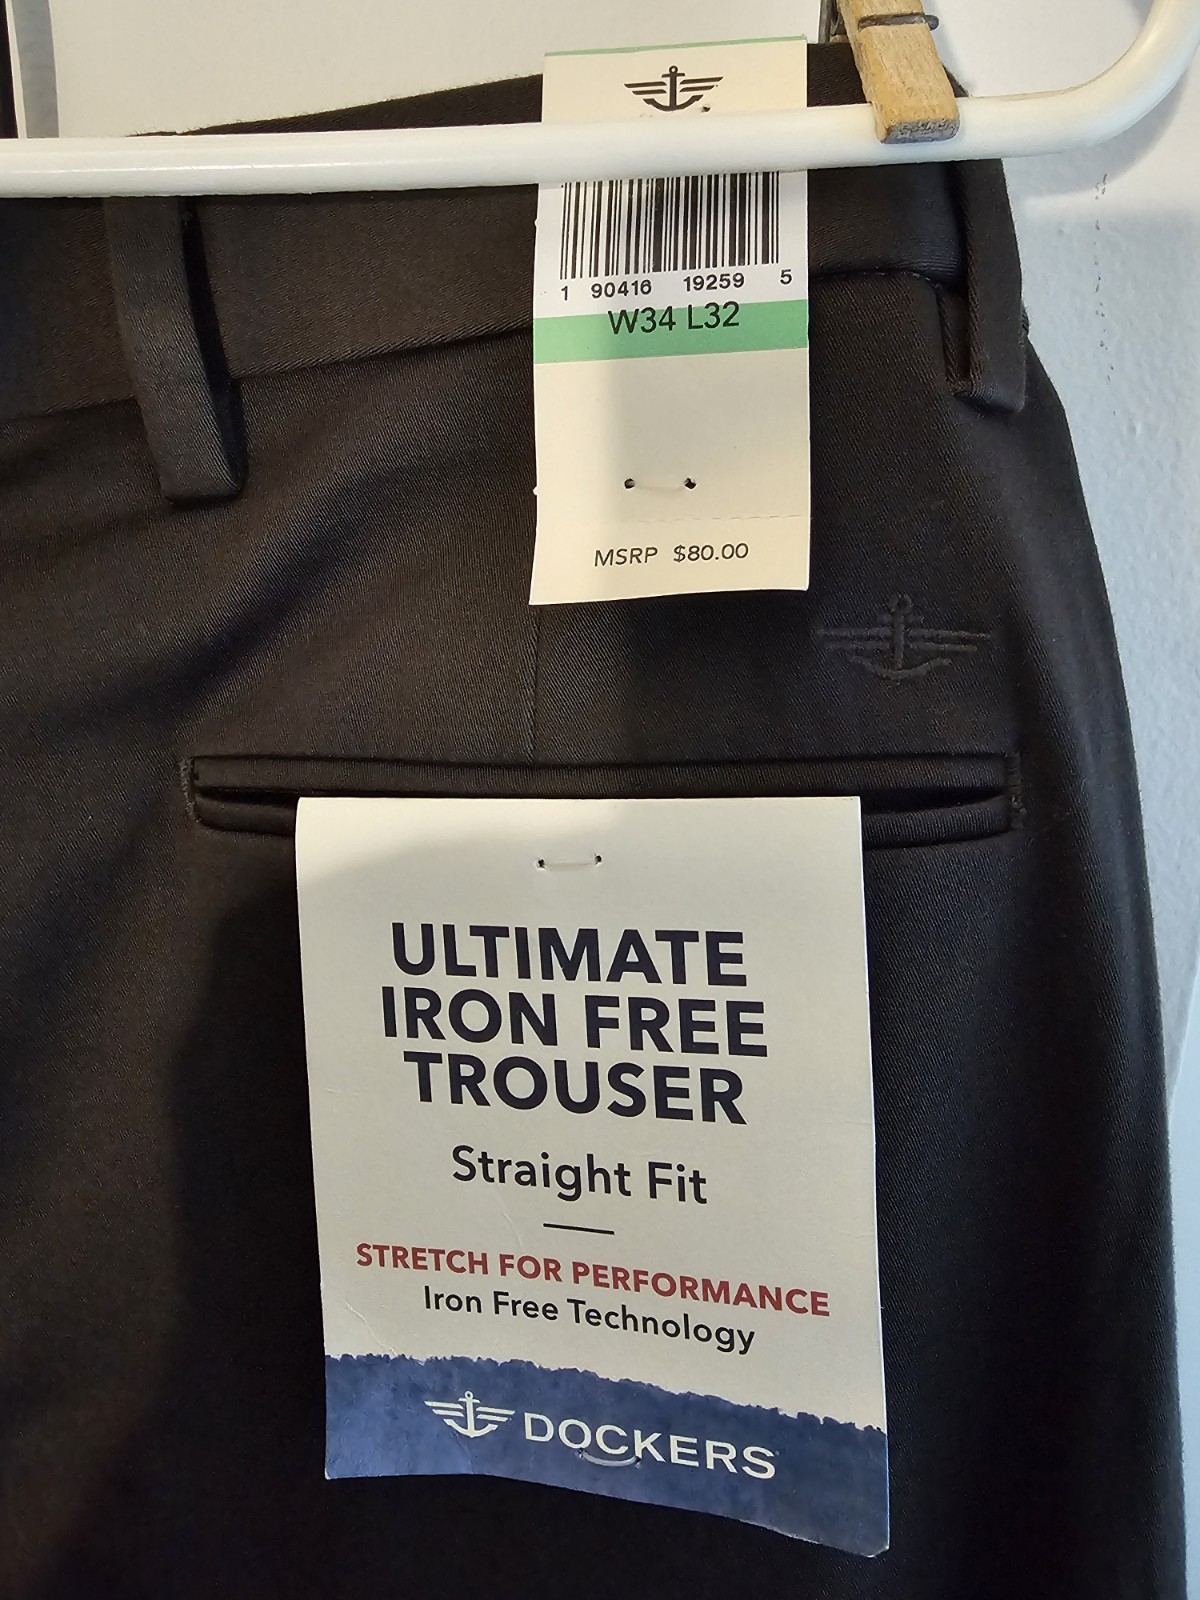 1 90416 19259 5
W34 L32
MSRP $80.00
ULTIMATE
IRON FREE
TROUSER
Straight Fit
STRETCH FOR PERFORMANCE
Iron Free Technology
DOCKERS